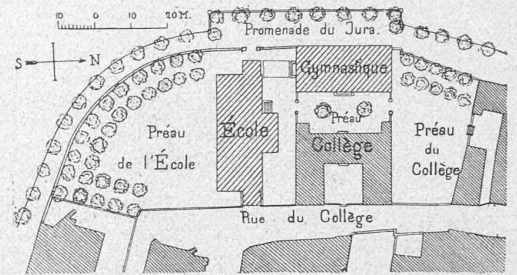 10 0 10 20 M.
Promenade du Jura.
S N
Gymnastique
Préau
École
Collège
Préau
de l'École
Préau
du
Collège
Rue du Collège